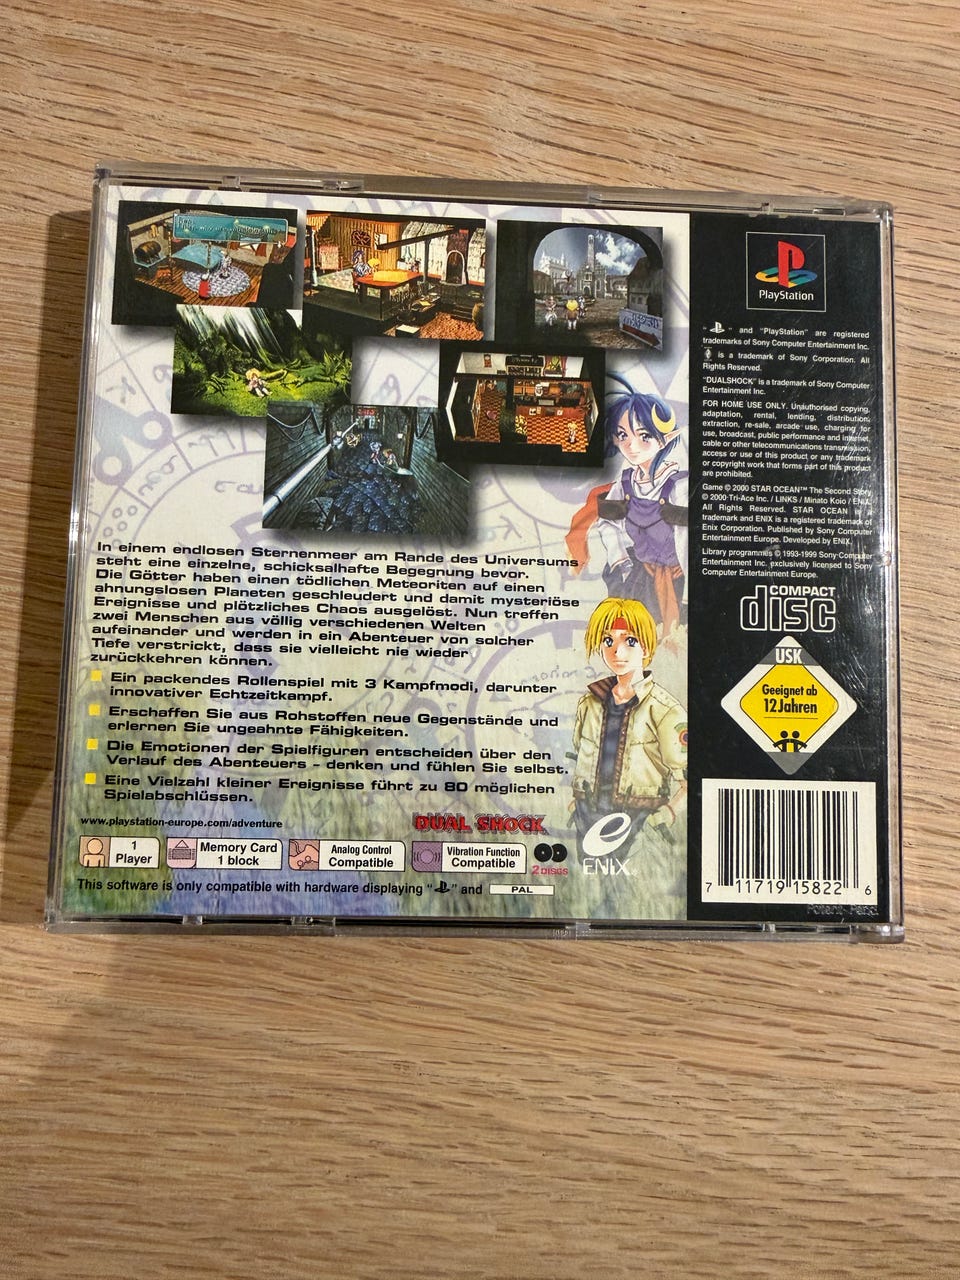 In einem endlosen Sternenmeer am Rande des Universums
steht eine einzelne, schicksalhafte Begegnung bevor.
Die Götter haben einen tödlichen Meteoriten auf einen
ahnungslosen Planeten geschleudert und damit mysteriöse
Ereignisse und plötzliches Chaos ausgelöst. Nun treffen
zwei Menschen aus völlig verschiedenen Welten
aufeinander und werden in ein Abenteuer von solcher
Tiefe verstrickt, dass sie vielleicht nie wieder
zurückkehren können.
Ein packendes Rollenspiel mit 3 Kampfmodi, darunter
innovativer Echtzeitkampf.
Erschaffen Sie aus Rohstoffen neue Gegenstände und
erlernen Sie ungeahnte Fähigkeiten.
Die Emotionen der Spielfiguren entscheiden über den
Verlauf des Abenteuers - denken und fühlen Sie selbst.
Eine Vielzahl kleiner Ereignisse führt zu 80 möglichen
Spielabschlüssen.
www.playstation-europe.com/adventure
DUAL SHOCK
1
Player
Memory Card
1 block
Analog Control
Compatible
Vibration Function
Compatible
2 DISCS
ENIX
This software is only compatible with hardware displaying " " and PAL
PlayStation
" " and "PlayStation" are registered
trademarks of Sony Computer Entertainment Inc.
is a trademark of Sony Corporation. All
Rights Reserved.
"DUALSHOCK" is a trademark of Sony Computer
Entertainment Inc.
FOR HOME USE ONLY. Unauthorised copying,
adaptation, rental, lending, distribution,
extraction, re-sale, arcade use, charging for
use, broadcast, public performance and internet,
cable or other telecommunications transmission,
access or use of this product or any trademark
or copyright work that forms part of this product
are prohibited.
Game © 2000 STAR OCEAN™ The Second Story
© 2000 Tri-Ace Inc. / LINKS / Minato Koio / ENIX
All Rights Reserved. STAR OCEAN is a
trademark and ENIX is a registered trademark of
Enix Corporation. Published by Sony Computer
Entertainment Europe. Developed by ENIX.
Library programmes © 1993-1999 Sony Computer
Entertainment Inc. exclusively licensed to Sony
Computer Entertainment Europe.
COMPACT
disc
USK
Geeignet ab
12 Jahren
7 11719 15822 6
Patent Pend.